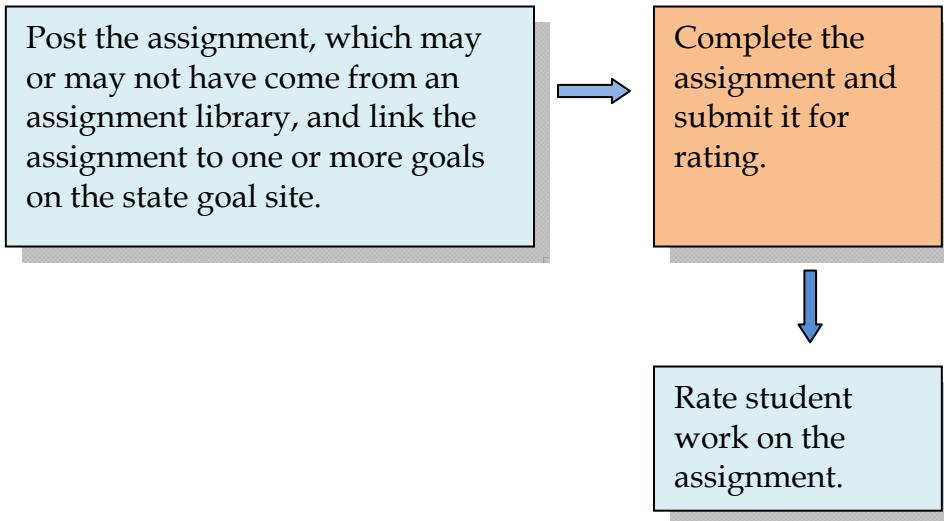 Post the assignment, which may
or may not have come from an
assignment library, and link the
assignment to one or more goals
on the state goal site.
Complete the
assignment and
submit it for
rating.
Rate student
work on the
assignment.